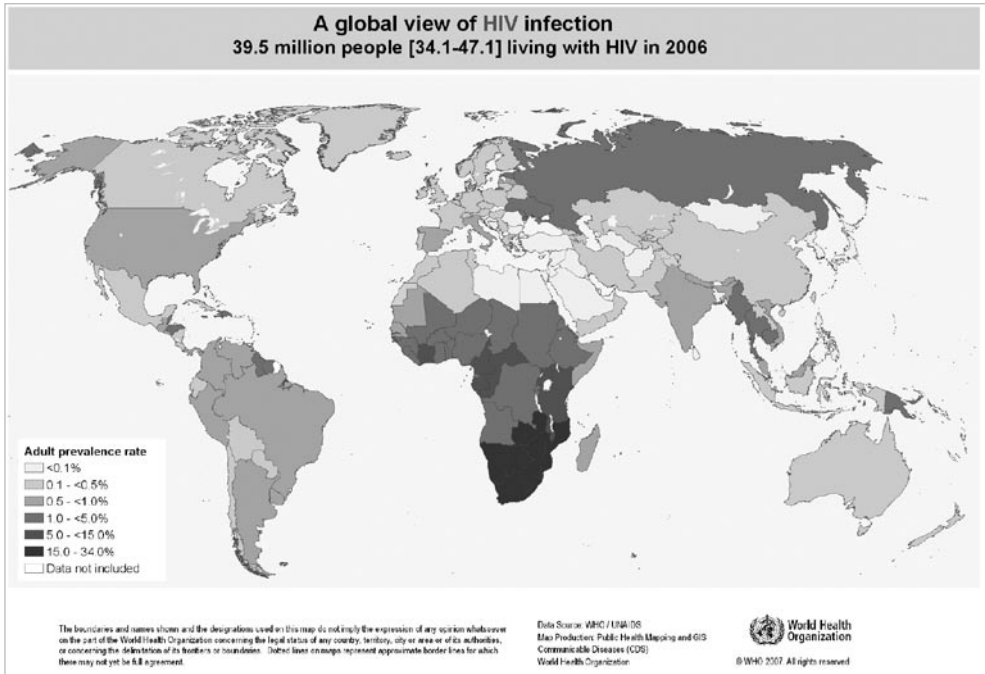 A global view of HIV infection
39.5 million people [34.1-47.1] living with HIV in 2006
Adult prevalence rate
<0.1%
0.1 - <0.5%
0.5 - <1.0%
1.0 - <5.0%
5.0 - <15.0%
15.0 - 34.0%
Data not included
The boundaries and names shown and the designations used on this map do not imply the expression of any opinion whatsoever
on the part of the World Health Organization concerning the legal status of any country, territory, city or area or of its authorities,
or concerning the delimitation of its frontiers or boundaries. Dotted lines on maps represent approximate border lines for which
there may not yet be full agreement.
Data Source: WHO / UNAIDS
Map Production: Public Health Mapping and GIS
Communicable Diseases (CDS)
World Health Organization
World Health
Organization
© WHO 2007. All rights reserved